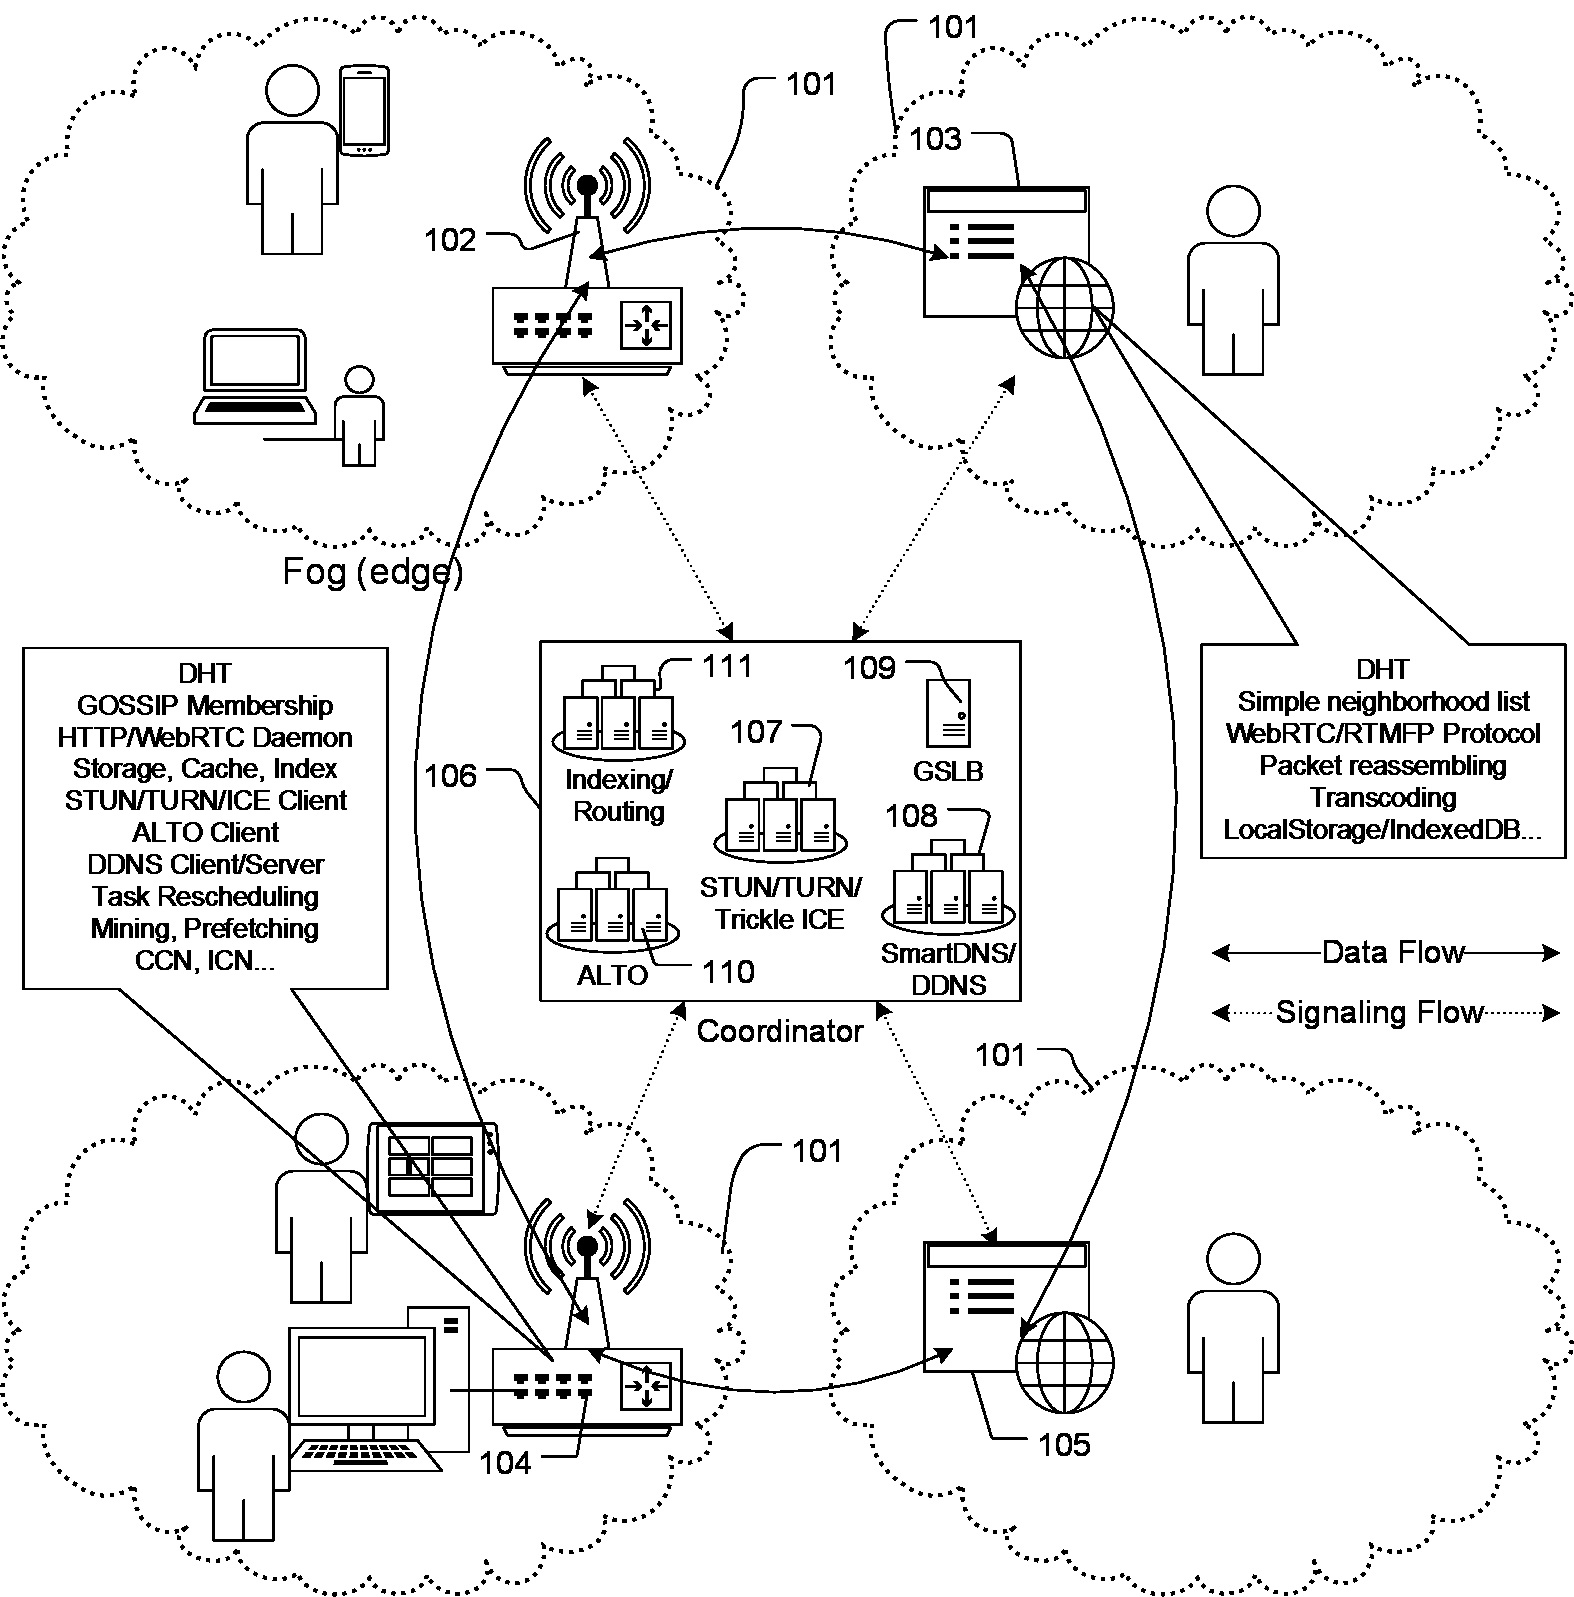 101
101
103
102
Fog (edge)
DHT
GOSSIP Membership
HTTP/WebRTC Daemon
Storage, Cache, Index
STUN/TURN/ICE Client
ALTO Client
DDNS Client/Server
Task Rescheduling
Mining, Prefetching
CCN, ICN...
106
111
Indexing/
Routing
109
GSLB
107
STUN/TURN/
Trickle ICE
108
SmartDNS/
DDNS
110
ALTO
Coordinator
DHT
Simple neighborhood list
WebRTC/RTMFP Protocol
Packet reassembling
Transcoding
LocalStorage/IndexedDB...
Data Flow
Signaling Flow
101
101
104
105